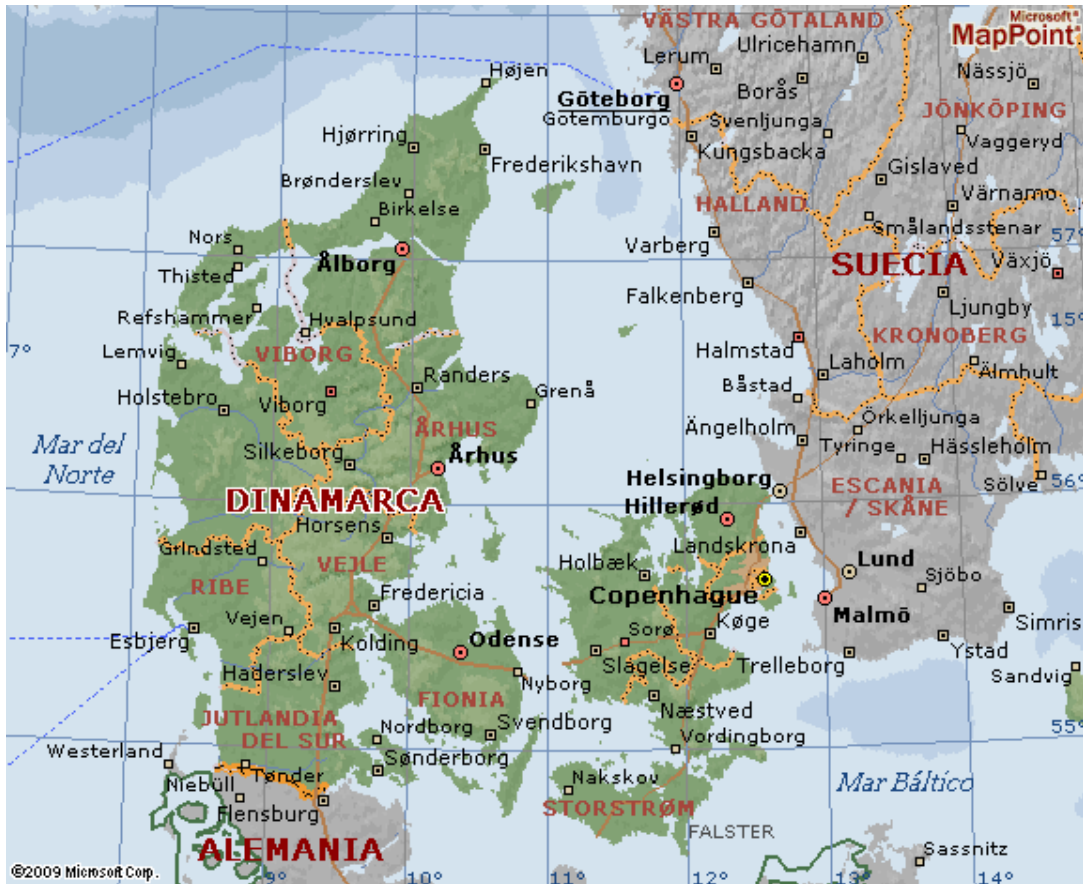 VÄSTRA GÖTALAND
Microsoft®
MapPoint®
Lerum
Ulricehamn
Nässjö
Højen
Borås
Göteborg
Götemburgo
JÖNKÖPING
Svenljunga
Hjørring
Vaggeryd
Kungsbacka
Frederikshavn
Gislaved
Brønderslev
Värnamo
HALLAND
Birkelse
Smålandsstenar
Nors
Varberg
57°
Ålborg
SUECIA
Växjö
Thisted
Falkenberg
Ljungby
Refshammer
Hvalpsund
15°
KRONOBERG
7°
Lemvig
VIBORG
Halmstad
Laholm
Älmhult
Randers
Båstad
Grenå
Holstebro
Viborg
Örkelljunga
ÅRHUS
Ängelholm
Mar del
Norte
Tyringe
Hässleholm
Silkeborg
Århus
Helsingborg
Sölve
56°
DINAMARCA
Hillerød
ESCANIA
/ SKÅNE
Horsens
Landskrona
Grindsted
Holbæk
Lund
VEJLE
Sjöbo
RIBE
Fredericia
Copenhague
Malmö
Simris
Vejen
Esbjerg
Kolding
Odense
Sorø
Køge
Ystad
Slagelse
Trelleborg
Haderslev
Nyborg
Sandvig
FIONIA
JUTLANDIA
DEL SUR
Næstved
Nordborg
Svendborg
55°
Westerland
Vordingborg
Sønderborg
Tønder
Nakskov
Mar Báltico
Niebüll
Flensburg
STORSTRØM
FALSTER
ALEMANIA
Sassnitz
©2009 Microsoft Corp.
9°
10°
11°
12°
13°
14°